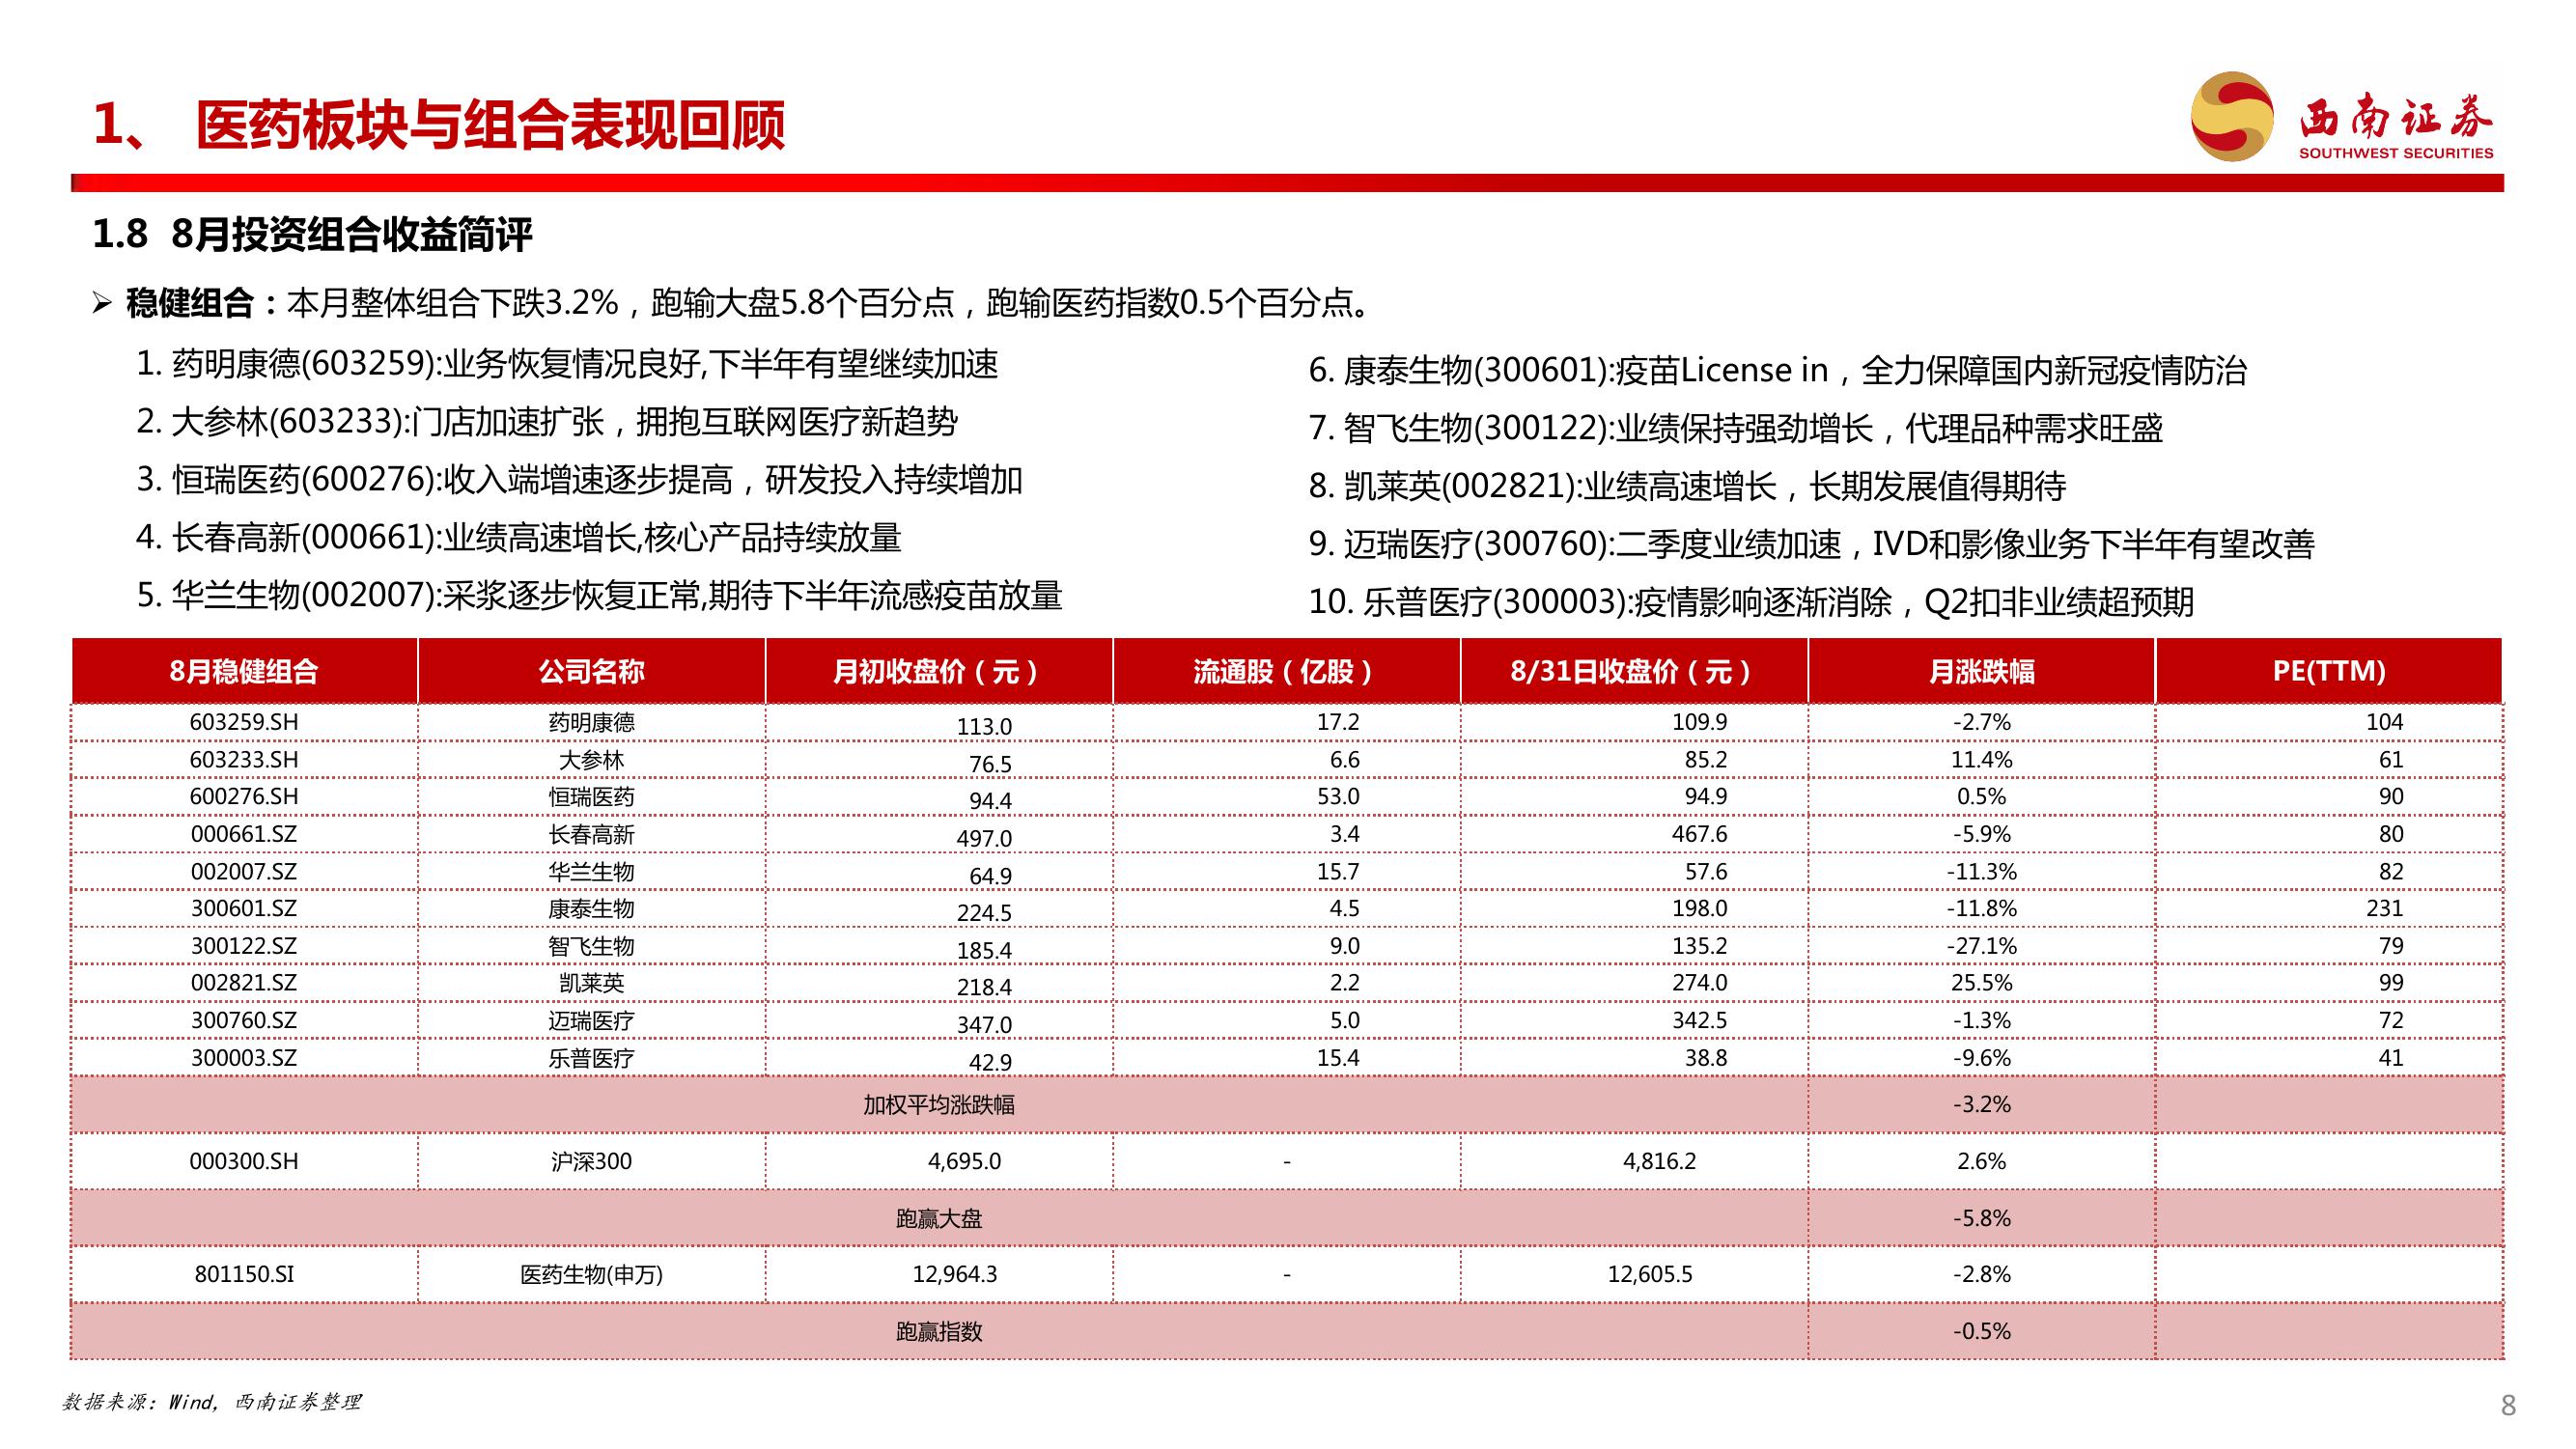 1、 医药板块与组合表现回顾
西南证券
SOUTHWEST SECURITIES
1.8 8月投资组合收益简评
➢ 稳健组合：本月整体组合下跌3.2%，跑输大盘5.8个百分点，跑输医药指数0.5个百分点。
1. 药明康德(603259):业务恢复情况良好,下半年有望继续加速
2. 大参林(603233):门店加速扩张，拥抱互联网医疗新趋势
3. 恒瑞医药(600276):收入端增速逐步提高，研发投入持续增加
4. 长春高新(000661):业绩高速增长,核心产品持续放量
5. 华兰生物(002007):采浆逐步恢复正常,期待下半年流感疫苗放量
6. 康泰生物(300601):疫苗License in，全力保障国内新冠疫情防治
7. 智飞生物(300122):业绩保持强劲增长，代理品种需求旺盛
8. 凯莱英(002821):业绩高速增长，长期发展值得期待
9. 迈瑞医疗(300760):二季度业绩加速，IVD和影像业务下半年有望改善
10. 乐普医疗(300003):疫情影响逐渐消除，Q2扣非业绩超预期
8月稳健组合 公司名称 月初收盘价（元） 流通股（亿股） 8/31日收盘价（元） 月涨跌幅 PE(TTM)
603259.SH 药明康德 113.0 17.2 109.9 -2.7% 104
603233.SH 大参林 76.5 6.6 85.2 11.4% 61
600276.SH 恒瑞医药 94.4 53.0 94.9 0.5% 90
000661.SZ 长春高新 497.0 3.4 467.6 -5.9% 80
002007.SZ 华兰生物 64.9 15.7 57.6 -11.3% 82
300601.SZ 康泰生物 224.5 4.5 198.0 -11.8% 231
300122.SZ 智飞生物 185.4 9.0 135.2 -27.1% 79
002821.SZ 凯莱英 218.4 2.2 274.0 25.5% 99
300760.SZ 迈瑞医疗 347.0 5.0 342.5 -1.3% 72
300003.SZ 乐普医疗 42.9 15.4 38.8 -9.6% 41
加权平均涨跌幅 -3.2%
000300.SH 沪深300 4,695.0 - 4,816.2 2.6%
跑赢大盘 -5.8%
801150.SI 医药生物(申万) 12,964.3 - 12,605.5 -2.8%
跑赢指数 -0.5%
数据来源：Wind，西南证券整理
8